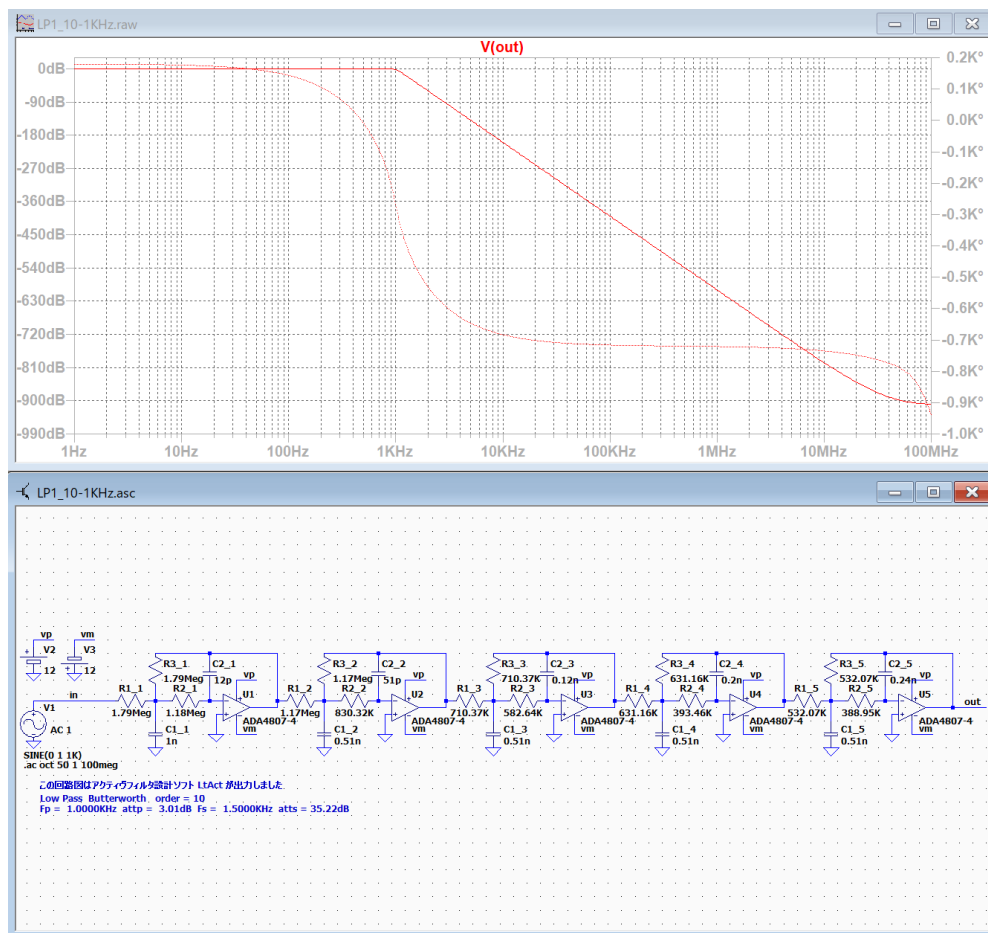 LP1_10-1KHz.raw
V(out)
0dB
-90dB
-180dB
-270dB
-360dB
-450dB
-540dB
-630dB
-720dB
-810dB
-900dB
-990dB
0.2K°
0.1K°
0.0K°
-0.1K°
-0.2K°
-0.3K°
-0.4K°
-0.5K°
-0.6K°
-0.7K°
-0.8K°
-0.9K°
-1.0K°
1Hz 10Hz 100Hz 1KHz 10KHz 100KHz 1MHz 10MHz 100MHz
LP1_10-1KHz.asc
vp vm
V2 V3
12 12
in
V1
AC 1
SINE(0 1 1K)
.ac oct 50 1 100meg
R1_1
1.79Meg
R2_1
1.18Meg
R3_1
1.79Meg
C2_1
12p
C1_1
1n
vp
U1
ADA4807-4
vm
R1_2
1.17Meg
R2_2
830.32K
R3_2
1.17Meg
C2_2
51p
C1_2
0.51n
vp
U2
ADA4807-4
vm
R1_3
710.37K
R2_3
582.64K
R3_3
710.37K
C2_3
0.12n
C1_3
0.51n
vp
U3
ADA4807-4
vm
R1_4
631.16K
R2_4
393.46K
R3_4
631.16K
C2_4
0.2n
C1_4
0.51n
vp
U4
ADA4807-4
vm
R1_5
532.07K
R2_5
388.95K
R3_5
532.07K
C2_5
0.24n
C1_5
0.51n
vp
U5
ADA4807-4
vm
out
この回路図はアクティヴフィルタ設計ソフト LtAct が出力しました
Low Pass Butterworth order = 10
Fp = 1.0000KHz attp = 3.01dB Fs = 1.5000KHz atts = 35.22dB